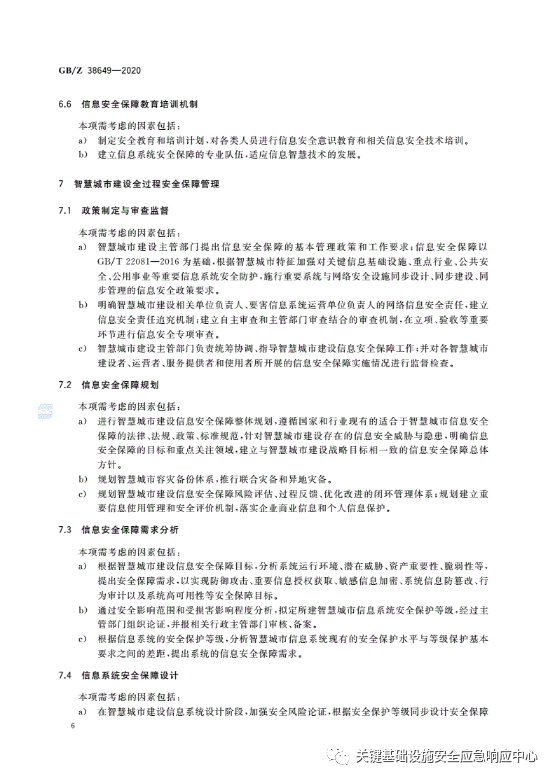 GB/Z 38649—2020
6.6 信息安全保障教育培训机制
本项需考虑的因素包括：
a) 制定安全教育和培训计划，对各类人员进行信息安全意识教育和相关信息安全技术培训。
b) 建立信息系统安全保障的专业队伍，适应信息智慧技术的发展。
7 智慧城市建设全过程安全保障管理
7.1 政策制定与审查监督
本项需考虑的因素包括：
a) 智慧城市建设主管部门提出信息安全保障的基本管理政策和工作要求；信息安全保障以
GB/T 22081—2016 为基础，根据智慧城市特征加强对关键信息基础设施、重点行业、公共安
全、公用事业等重要信息系统安全防护，施行重要系统与网络安全设施同步设计、同步建设、同
步管理的信息安全政策要求。
b) 明确智慧城市建设相关单位负责人、要害信息系统运营单位负责人的网络信息安全责任，建立
信息安全责任追究机制；建立自主审查和主管部门审查结合的审查机制，在立项、验收等重要
环节进行信息安全专项审查。
c) 智慧城市建设主管部门负责统筹协调、指导智慧城市建设信息安全保障工作；并对各智慧城市
建设者、运营者、服务提供者和使用者所开展的信息安全保障实施情况进行监督检查。
7.2 信息安全保障规划
本项需考虑的因素包括：
a) 进行智慧城市建设信息安全保障整体规划，遵循国家和行业现有的适合于智慧城市信息安全
保障的法律、法规、政策、标准规范，针对智慧城市建设存在的信息安全威胁与隐患，明确信息
安全保障的目标和重点关注领域，建立与智慧城市建设战略目标相一致的信息安全保障总体
方针。
b) 规划智慧城市容灾备份体系，推行联合灾备和异地灾备。
c) 规划智慧城市建设信息安全保障风险评估、过程反馈、优化改进的闭环管理体系；规划建立重
要信息使用管理和安全评价机制，落实企业商业信息和个人信息保护。
7.3 信息安全保障需求分析
本项需考虑的因素包括：
a) 根据智慧城市建设信息安全保障目标，分析系统运行环境、潜在威胁、资产重要性、脆弱性等，
提出安全保障需求，以实现防御攻击、重要信息授权获取、敏感信息加密、系统信息防篡改、行
为审计以及系统高可用性等安全保障目标。
b) 通过安全影响范围和受损害影响程度分析，拟定所建智慧城市信息系统安全保护等级，经过主
管部门组织论证，并报相关行政主管部门审核、备案。
c) 根据信息系统的安全保护等级，分析智慧城市信息系统现有的安全保护水平与等级保护基本
要求之间的差距，提出系统的信息安全保障需求。
7.4 信息系统安全保障设计
本项需考虑的因素包括：
a) 在智慧城市建设信息系统设计阶段，加强安全风险论证，根据安全保护等级同步设计安全保障
6
关键基础设施安全应急响应中心